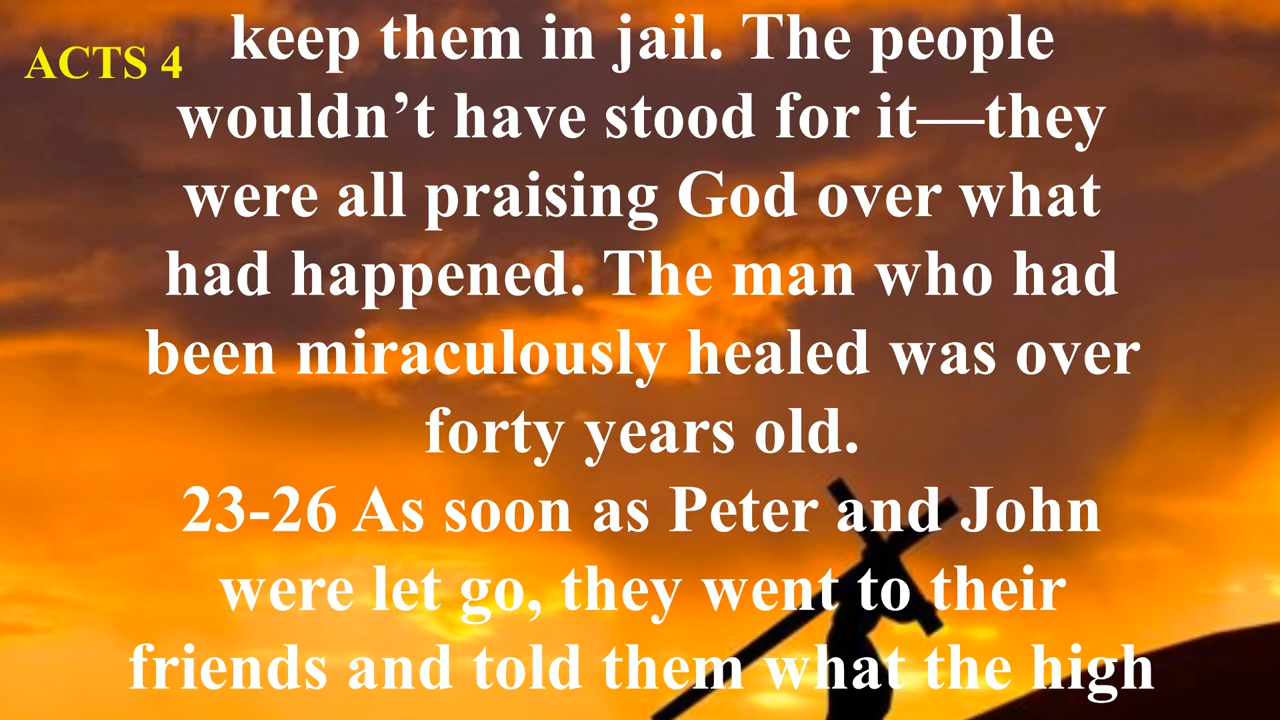 ACTS 4
keep them in jail. The people
wouldn’t have stood for it—they
were all praising God over what
had happened. The man who had
been miraculously healed was over
forty years old.
23-26 As soon as Peter and John
were let go, they went to their
friends and told them what the high